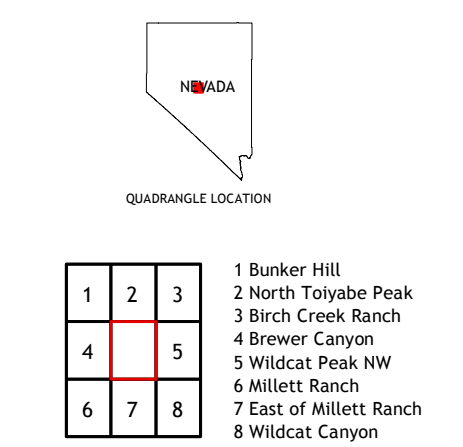 NEVADA
QUADRANGLE LOCATION
1 2 3
4 5
6 7 8
1 Bunker Hill
2 North Toiyabe Peak
3 Birch Creek Ranch
4 Brewer Canyon
5 Wildcat Peak NW
6 Millett Ranch
7 East of Millett Ranch
8 Wildcat Canyon